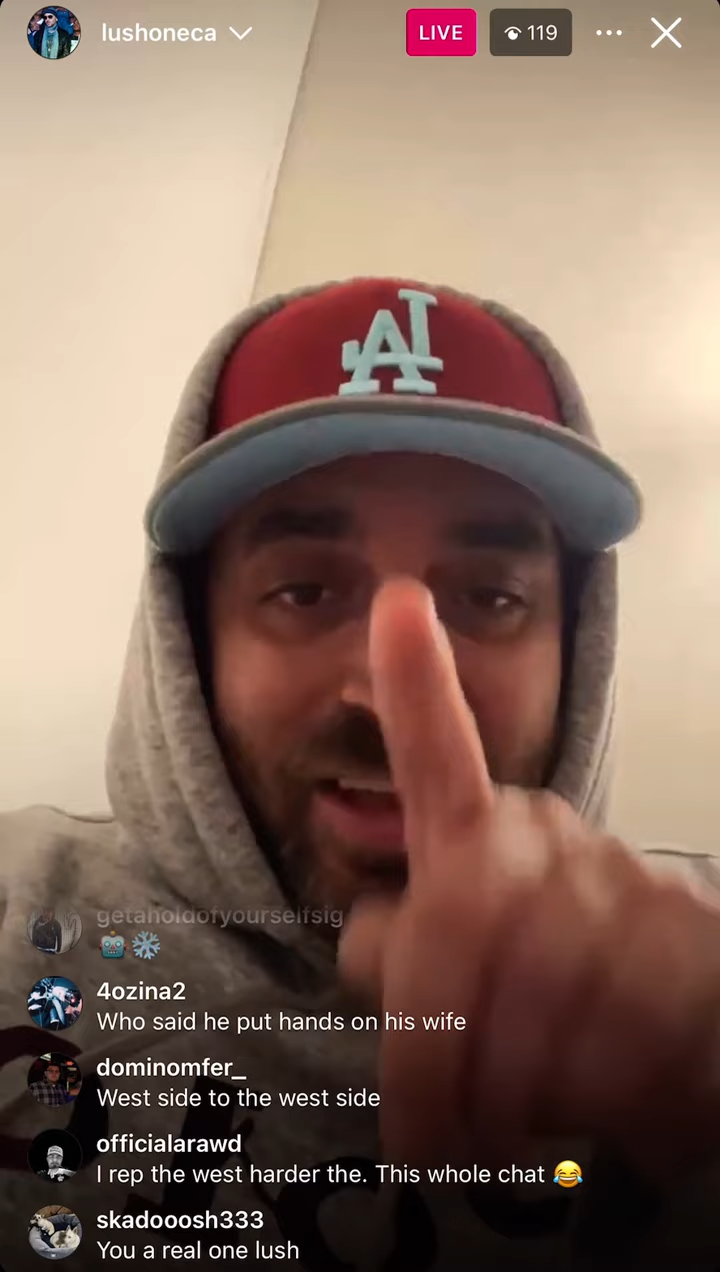 lushoneca
LIVE
119
LA
getaholdofyourselfsig
🤖❄️
4ozina2
Who said he put hands on his wife
dominomfer_
West side to the west side
officialarawd
I rep the west harder the. This whole chat 😂
skadooosh333
You a real one lush